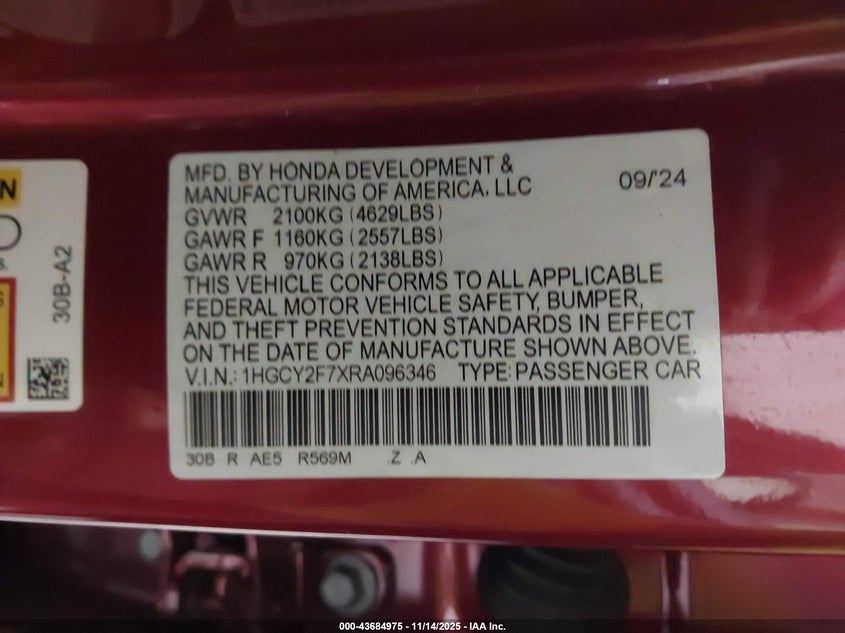 MFD. BY HONDA DEVELOPMENT &
MANUFACTURING OF AMERICA, LLC
09/'24
GVWR 2100KG (4629LBS)
GAWR F 1160KG (2557LBS)
GAWR R 970KG (2138LBS)
THIS VEHICLE CONFORMS TO ALL APPLICABLE
FEDERAL MOTOR VEHICLE SAFETY, BUMPER,
AND THEFT PREVENTION STANDARDS IN EFFECT
ON THE DATE OF MANUFACTURE SHOWN ABOVE.
V.I.N.: 1HGCY2F7XRA096346 TYPE: PASSENGER CAR
30B R AE5 R569M .Z .A
30B-A2
000-43684975 - 11/14/2025 - IAA Inc.